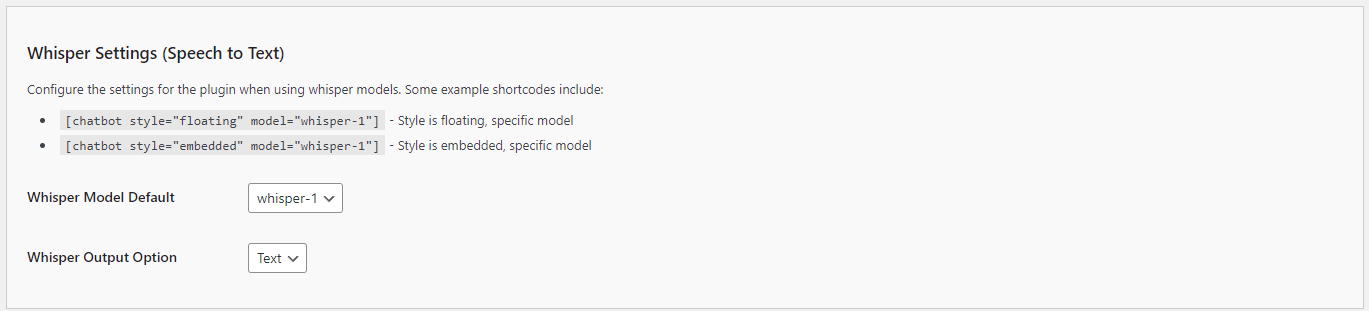 Whisper Settings (Speech to Text)
Configure the settings for the plugin when using whisper models. Some example shortcodes include:
[chatbot style="floating" model="whisper-1"] - Style is floating, specific model
[chatbot style="embedded" model="whisper-1"] - Style is embedded, specific model
Whisper Model Default whisper-1
Whisper Output Option Text